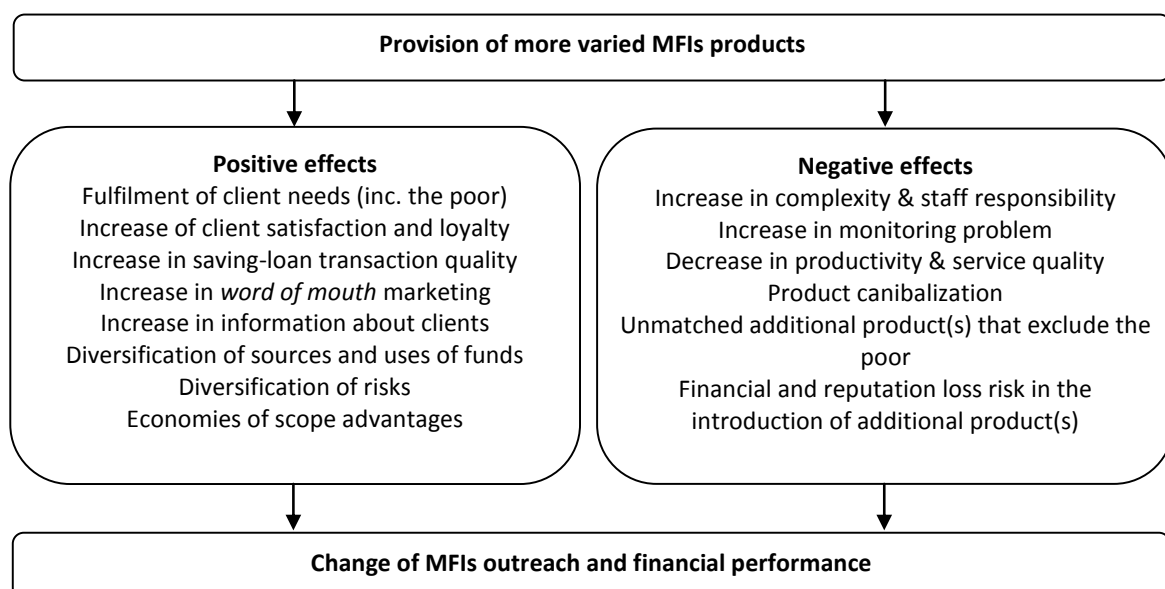 Provision of more varied MFIs products
Positive effects
Fulfilment of client needs (inc. the poor)
Increase of client satisfaction and loyalty
Increase in saving-loan transaction quality
Increase in word of mouth marketing
Increase in information about clients
Diversification of sources and uses of funds
Diversification of risks
Economies of scope advantages
Negative effects
Increase in complexity & staff responsibility
Increase in monitoring problem
Decrease in productivity & service quality
Product canibalization
Unmatched additional product(s) that exclude the
poor
Financial and reputation loss risk in the
introduction of additional product(s)
Change of MFIs outreach and financial performance